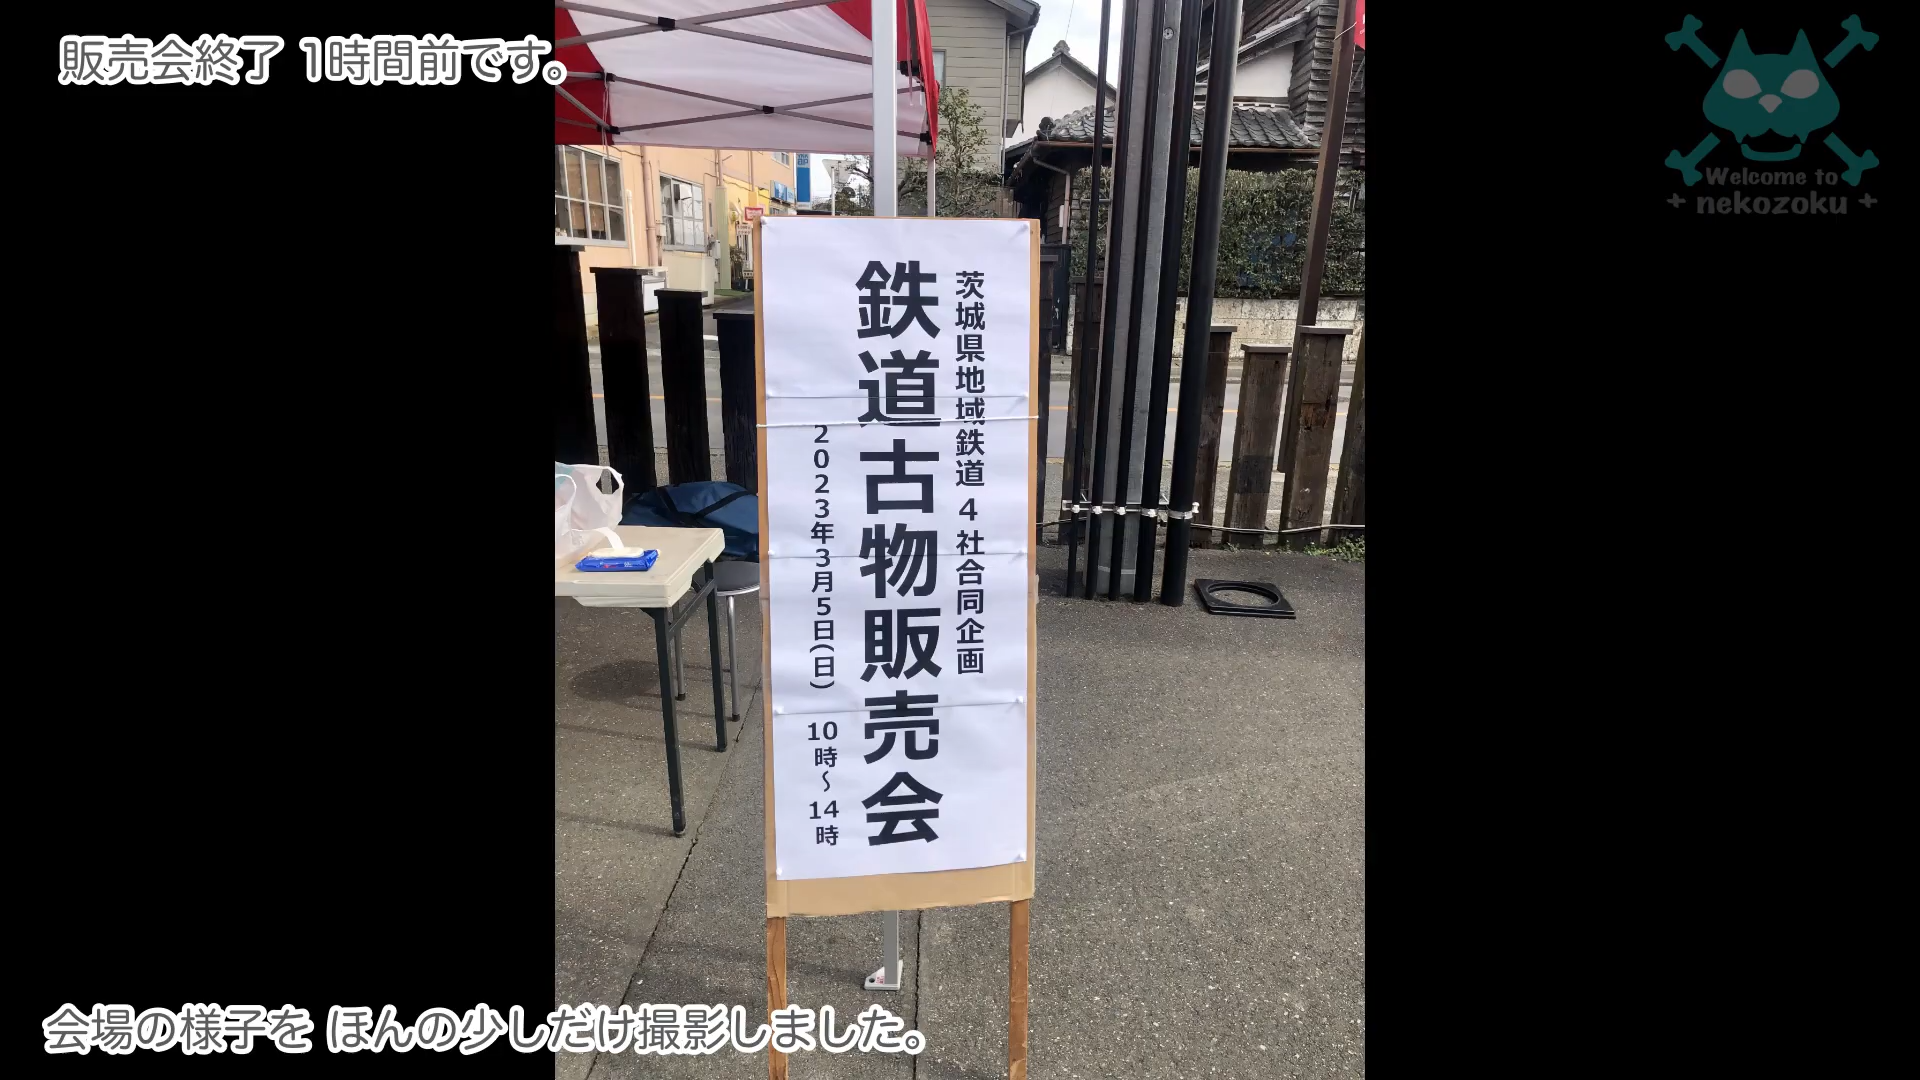 販売会終了 1時間前です。
Welcome to
nekozoku
茨城県地域鉄道4社合同企画
鉄道古物販売会
2023年3月5日(日) 10時〜14時
会場の様子を ほんの少しだけ撮影しました。